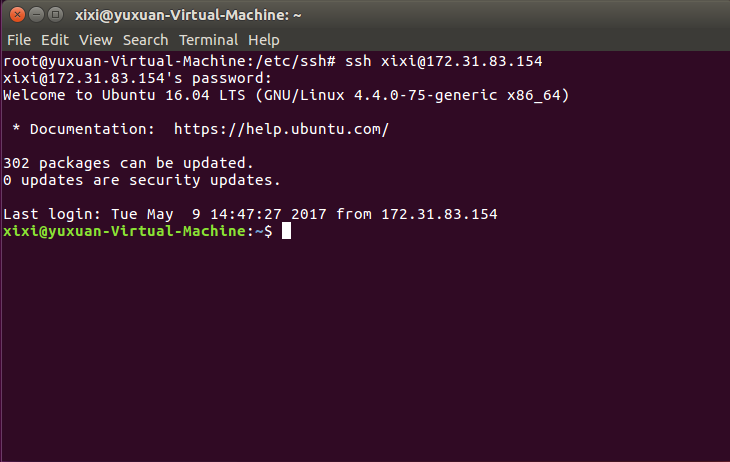 xixi@yuxuan-Virtual-Machine: ~
File Edit View Search Terminal Help
root@yuxuan-Virtual-Machine:/etc/ssh# ssh xixi@172.31.83.154
xixi@172.31.83.154's password:
Welcome to Ubuntu 16.04 LTS (GNU/Linux 4.4.0-75-generic x86_64)
 * Documentation:  https://help.ubuntu.com/
302 packages can be updated.
0 updates are security updates.
Last login: Tue May  9 14:47:27 2017 from 172.31.83.154
xixi@yuxuan-Virtual-Machine:~$